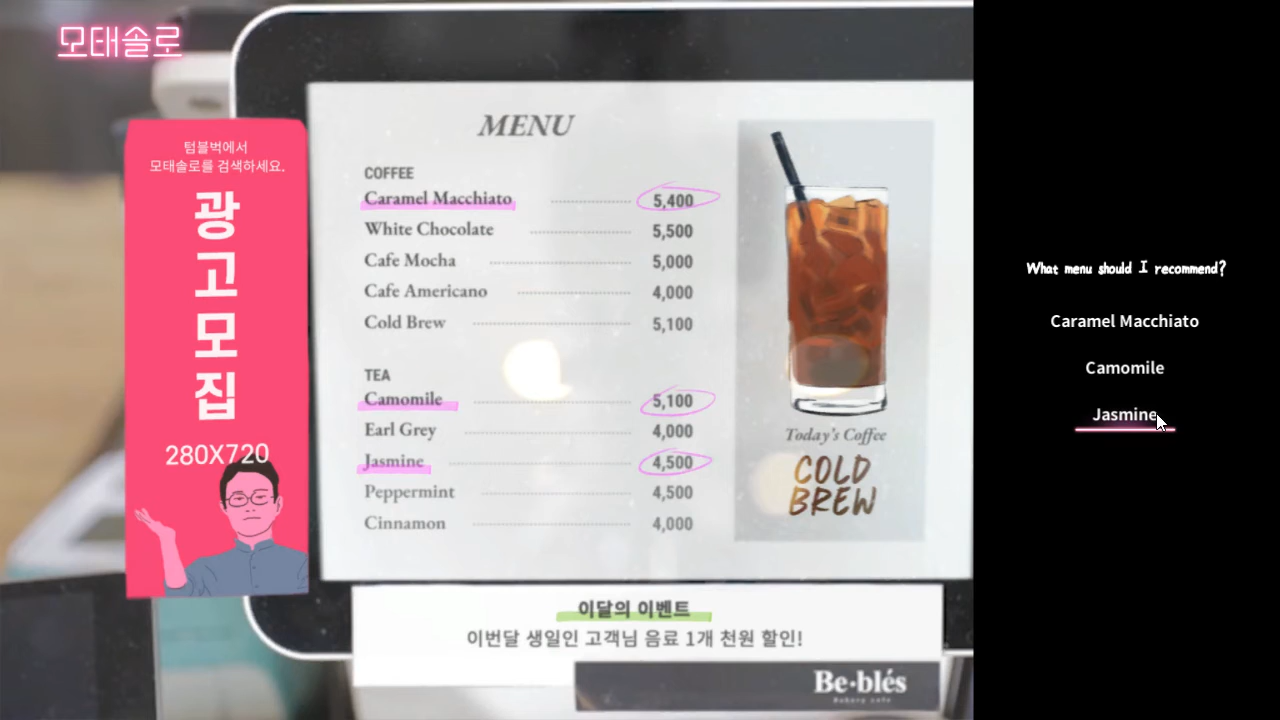 모태솔로
텀블벅에서
모태솔로를 검색하세요.
광
고
모
집
280X720
MENU
COFFEE
Caramel Macchiato 5,400
White Chocolate 5,500
Cafe Mocha 5,000
Cafe Americano 4,000
Cold Brew 5,100
TEA
Camomile 5,100
Earl Grey 4,000
Jasmine 4,500
Peppermint 4,500
Cinnamon 4,000
Today's Coffee
COLD
BREW
이달의 이벤트
이번달 생일인 고객님 음료 1개 천원 할인!
Be·blés
Bakery cafe
What menu should I recommend?
Caramel Macchiato
Camomile
Jasmine